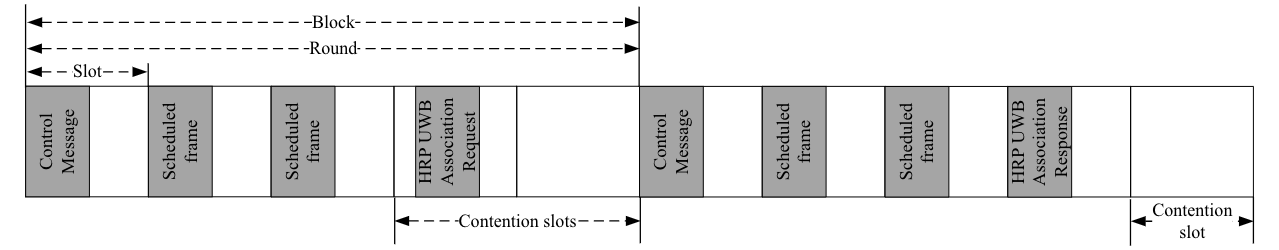 Block
Round
Slot
Control
Message
Scheduled
frame
Scheduled
frame
HRP UWB
Association
Request
Control
Message
Scheduled
frame
Scheduled
frame
HRP UWB
Association
Response
Contention slots
Contention
slot